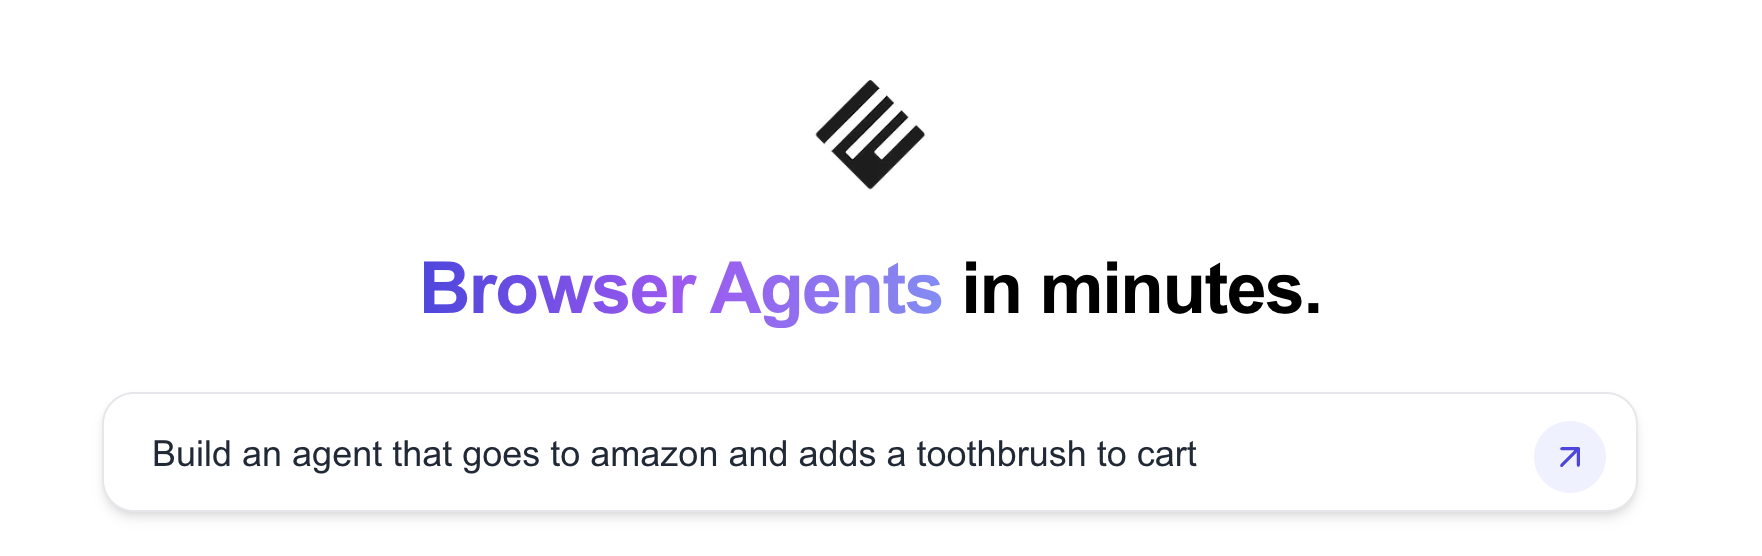 Browser Agents in minutes.
Build an agent that goes to amazon and adds a toothbrush to cart